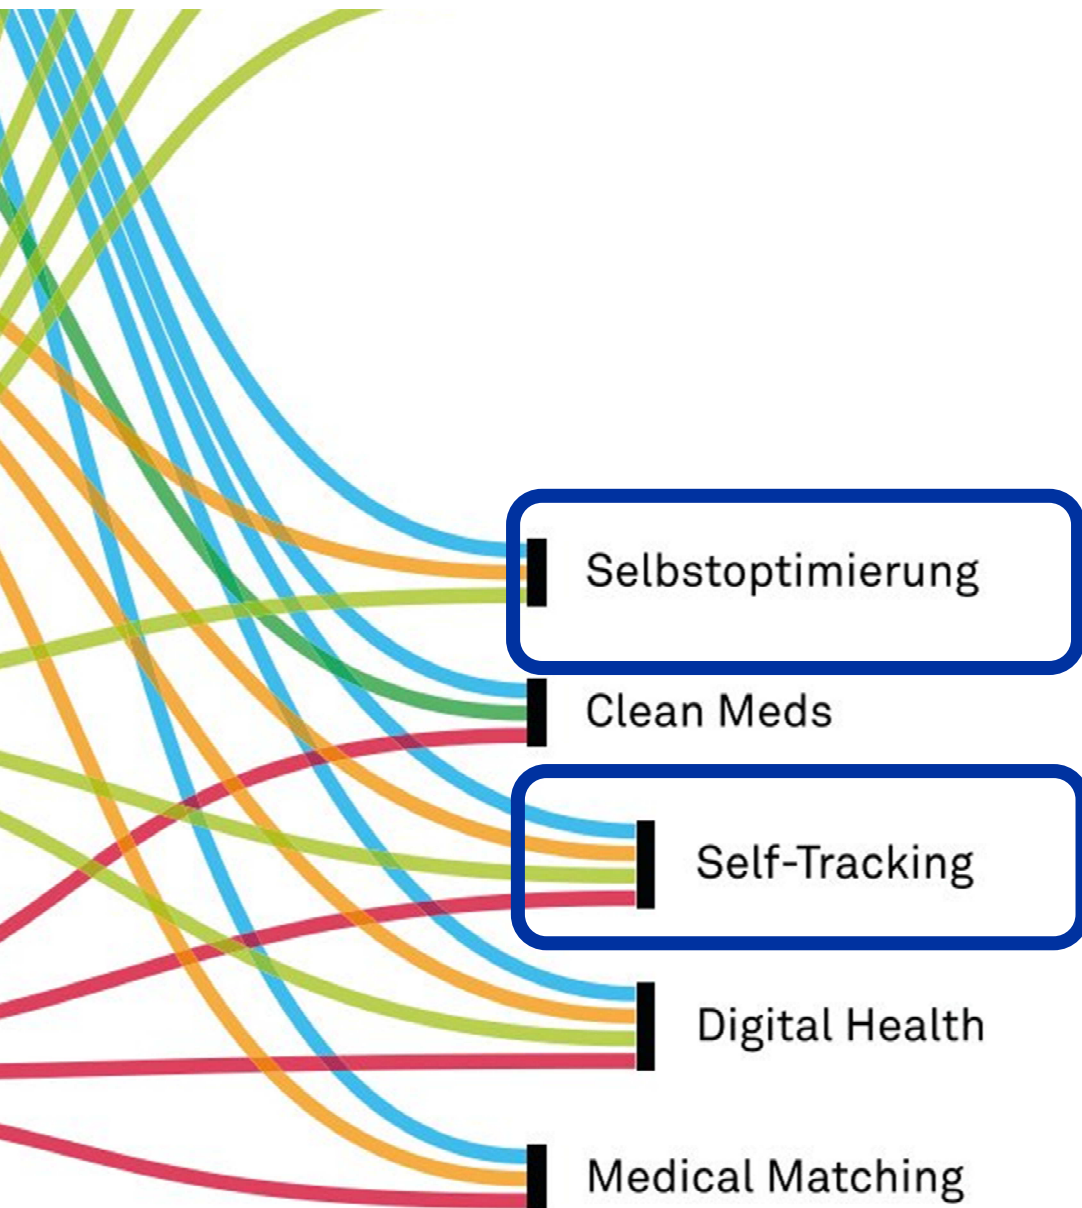 Selbstoptimierung
Clean Meds
Self-Tracking
Digital Health
Medical Matching